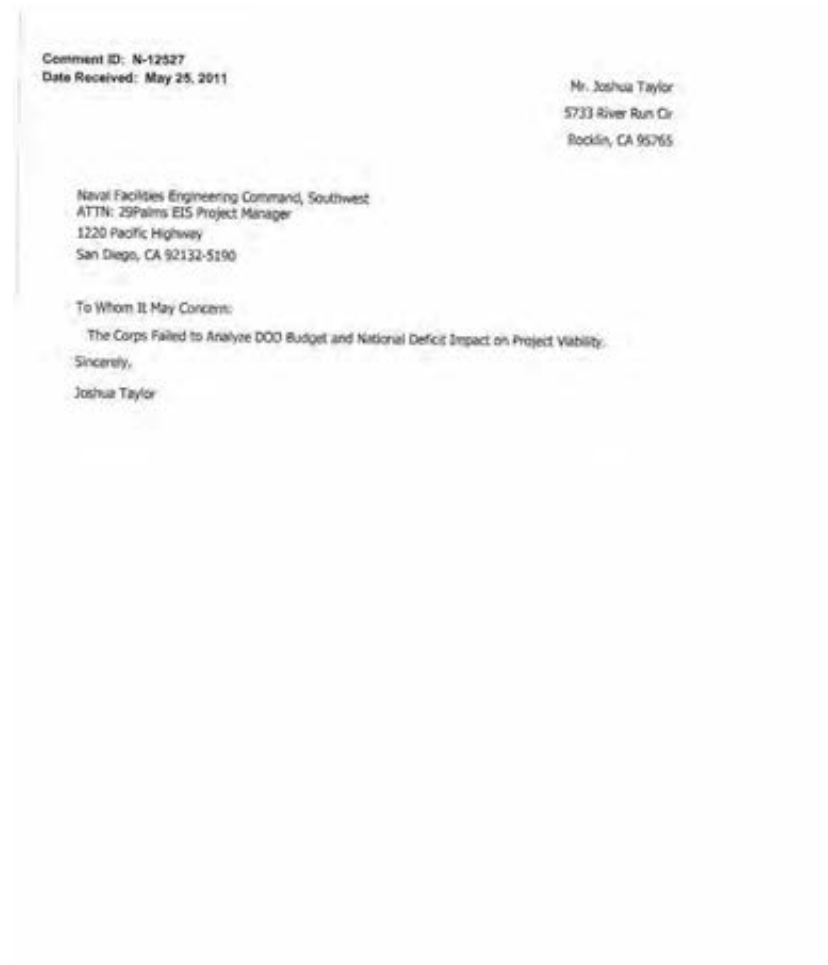 Comment ID: N-12527
Date Received: May 25, 2011
Mr. Joshua Taylor
5733 River Run Cir
Rocklin, CA 95765
Naval Facilities Engineering Command, Southwest
ATTN: 29Palms EIS Project Manager
1220 Pacific Highway
San Diego, CA 92132-5190
To Whom It May Concern:
The Corps Failed to Analyze DOD Budget and National Deficit Impact on Project Viability.
Sincerely,
Joshua Taylor